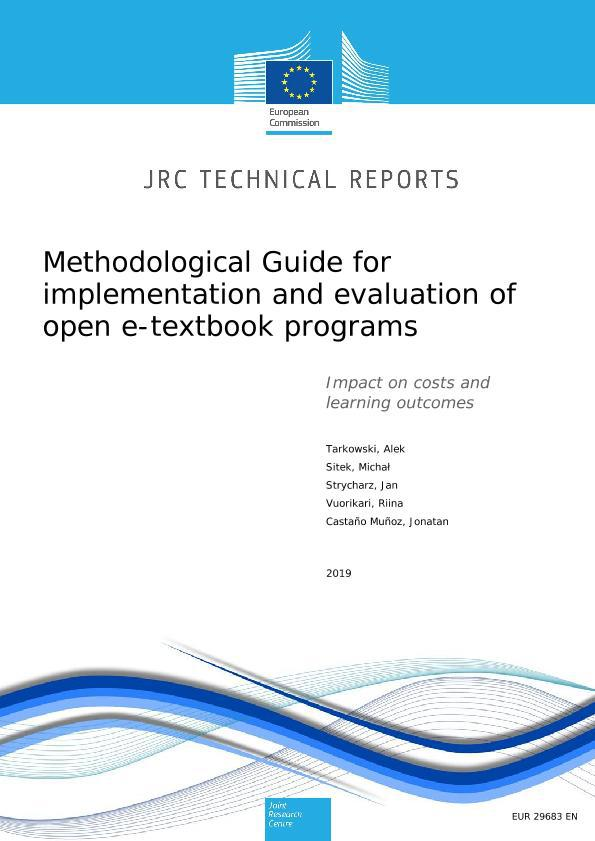 European
Commission
JRC TECHNICAL REPORTS
Methodological Guide for
implementation and evaluation of
open e-textbook programs
Impact on costs and
learning outcomes
Tarkowski, Alek
Sitek, Michał
Strycharz, Jan
Vuorikari, Riina
Castaño Muñoz, Jonatan
2019
Joint
Research
Centre
EUR 29683 EN